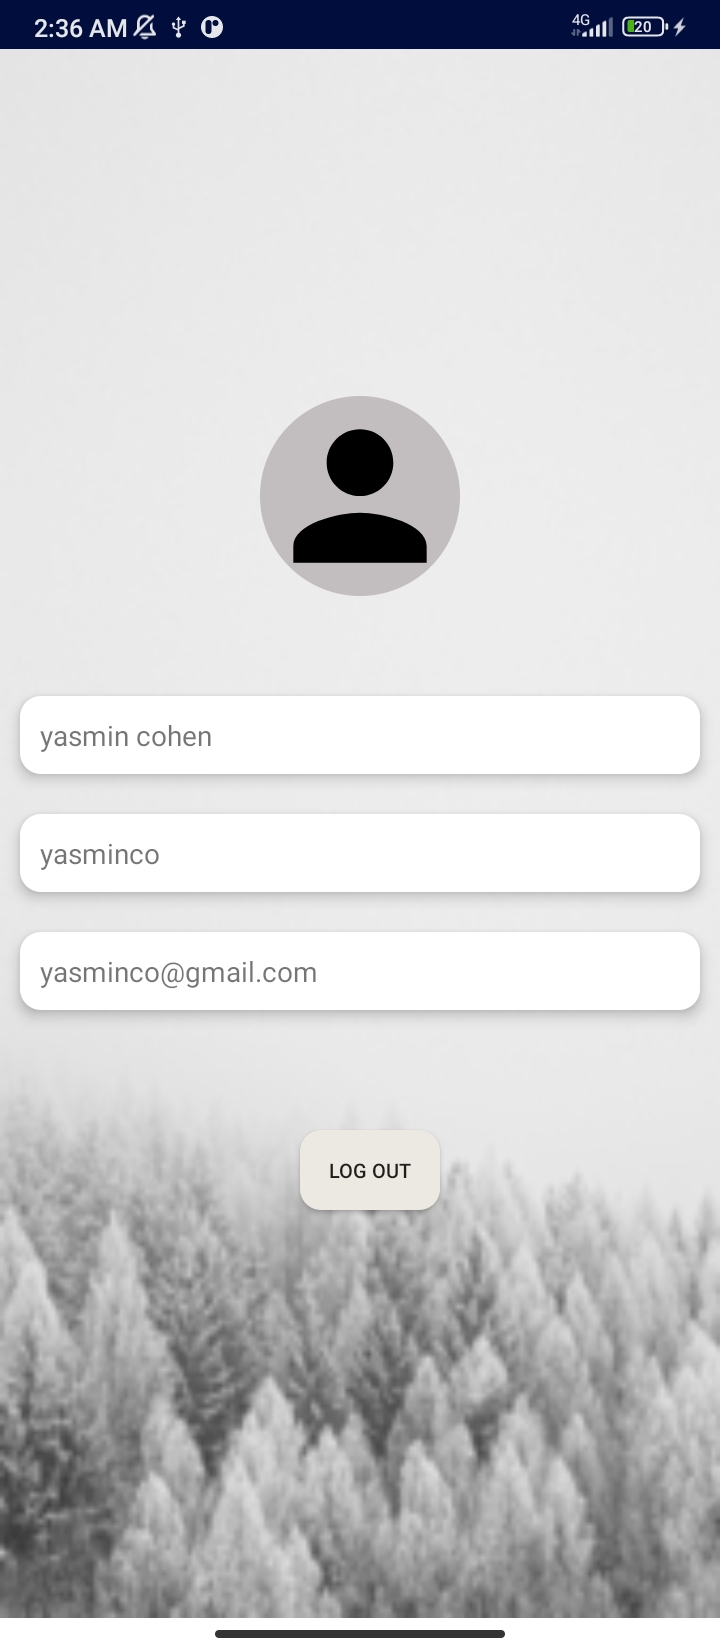 2:36 AM 4G 20
yasmin cohen
yasminco
yasminco@gmail.com
LOG OUT